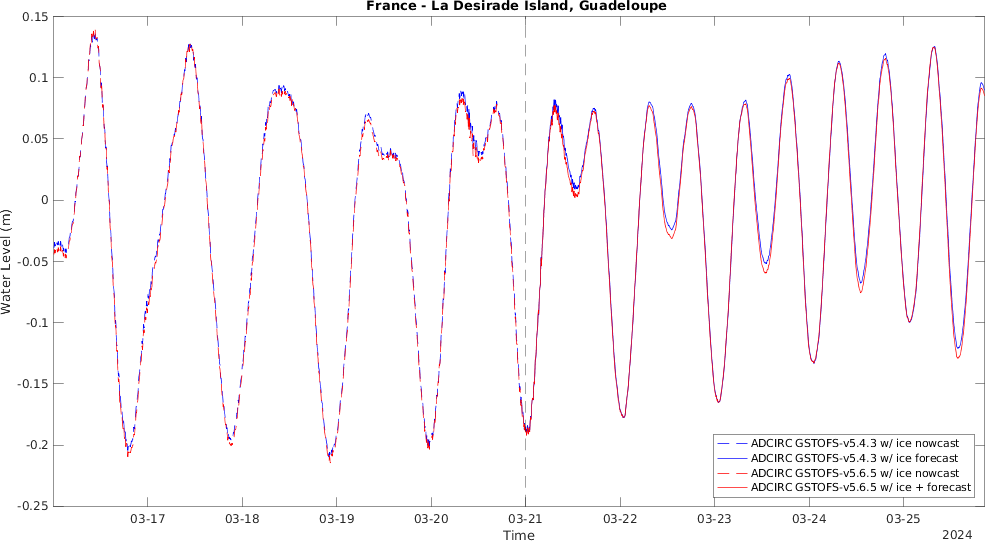 France - La Desirade Island, Guadeloupe
0.15
0.1
0.05
0
-0.05
-0.1
-0.15
-0.2
-0.25
Water Level (m)
ADCIRC GSTOFS-v5.4.3 w/ ice nowcast
ADCIRC GSTOFS-v5.4.3 w/ ice forecast
ADCIRC GSTOFS-v5.6.5 w/ ice nowcast
ADCIRC GSTOFS-v5.6.5 w/ ice + forecast
03-17 03-18 03-19 03-20 03-21 03-22 03-23 03-24 03-25
Time
2024